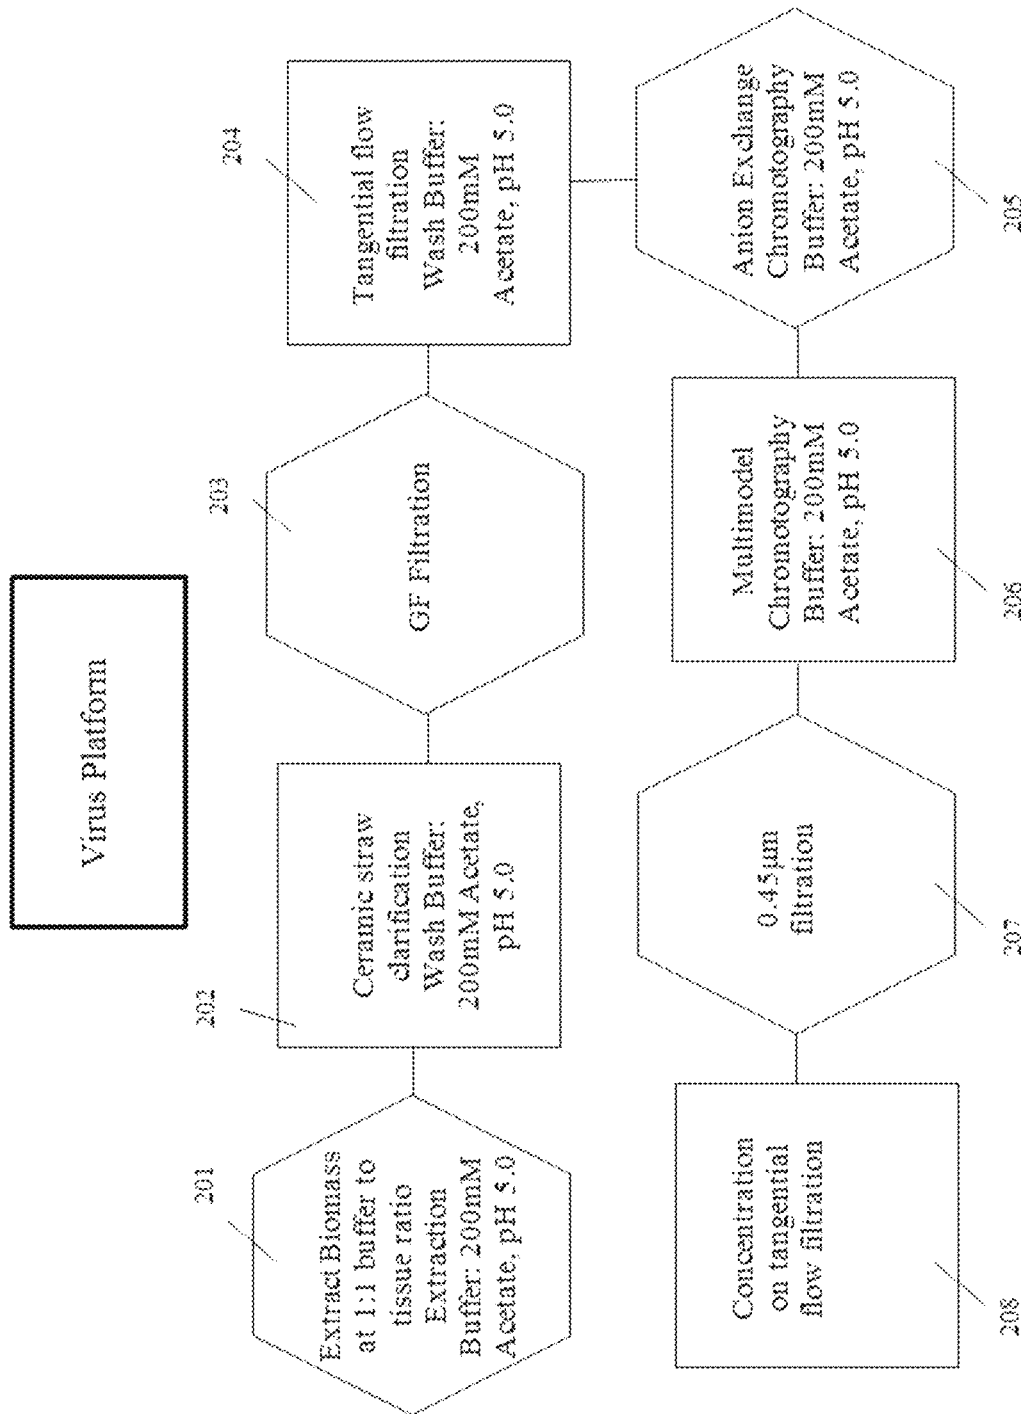 Virus Platform
201
Extract Biomass
at 1:1 buffer to
tissue ratio
Extraction
Buffer: 200mM
Acetate, pH 5.0
202
Ceramic straw
clarification
Wash Buffer:
200mM Acetate,
pH 5.0
203
GF Filtration
204
Tangential flow
filtration
Wash Buffer:
200mM
Acetate, pH 5.0
Anion Exchange
Chromotography
Buffer: 200mM
Acetate, pH 5.0
205
Multimodel
Chromotography
Buffer: 200mM
Acetate, pH 5.0
206
0.45µm
filtration
207
Concentration
on tangential
flow filtration
208